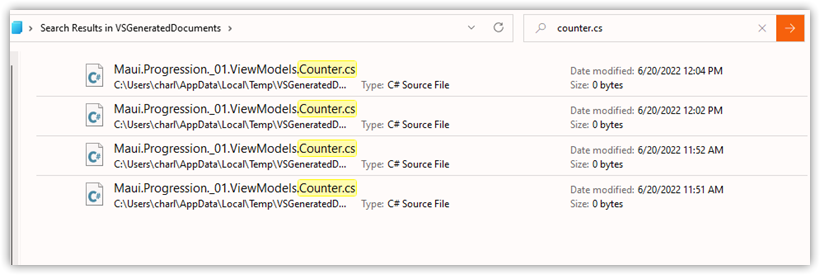 Search Results in VSGeneratedDocuments
counter.cs
Maui.Progression._01.ViewModels.Counter.cs
Date modified: 6/20/2022 12:04 PM
C:\Users\charl\AppData\Local\Temp\VSGeneratedD... Type: C# Source File
Size: 0 bytes
Maui.Progression._01.ViewModels.Counter.cs
Date modified: 6/20/2022 12:02 PM
C:\Users\charl\AppData\Local\Temp\VSGeneratedD... Type: C# Source File
Size: 0 bytes
Maui.Progression._01.ViewModels.Counter.cs
Date modified: 6/20/2022 11:52 AM
C:\Users\charl\AppData\Local\Temp\VSGeneratedD... Type: C# Source File
Size: 0 bytes
Maui.Progression._01.ViewModels.Counter.cs
Date modified: 6/20/2022 11:51 AM
C:\Users\charl\AppData\Local\Temp\VSGeneratedD... Type: C# Source File
Size: 0 bytes